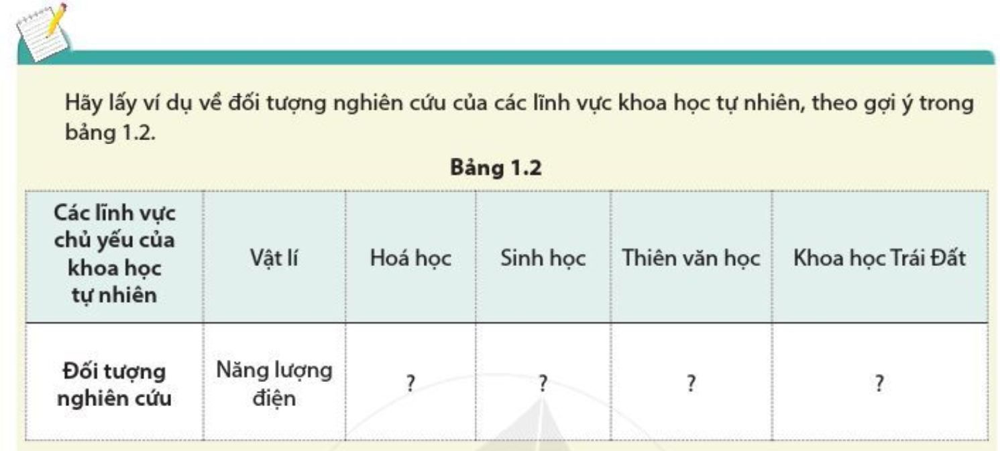 Hãy lấy ví dụ về đối tượng nghiên cứu của các lĩnh vực khoa học tự nhiên, theo gợi ý trong
bảng 1.2.
Bảng 1.2
Các lĩnh vực
chủ yếu của
khoa học
tự nhiên
Vật lí
Hoá học
Sinh học
Thiên văn học
Khoa học Trái Đất
Đối tượng
nghiên cứu
Năng lượng
điện
?
?
?
?